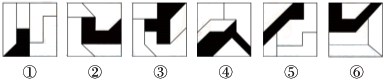 ① ② ③ ④ ⑤ ⑥